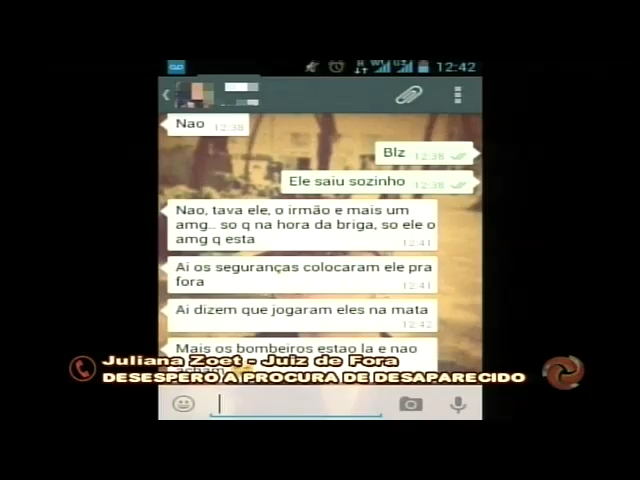 12:42
Nao 12:38
Blz 12:38
Ele saiu sozinho 12:38
Nao, tava ele, o irmão e mais um
amg.. so q na hora da briga, so ele o
amg q esta 12:41
Ai os seguranças colocaram ele pra
fora 12:41
Ai dizem que jogaram eles na mata
12:42
Mais os bombeiros estao la e nao
acham
Juliana Zoet - Juiz de Fora
DESESPERO A PROCURA DE DESAPARECIDO